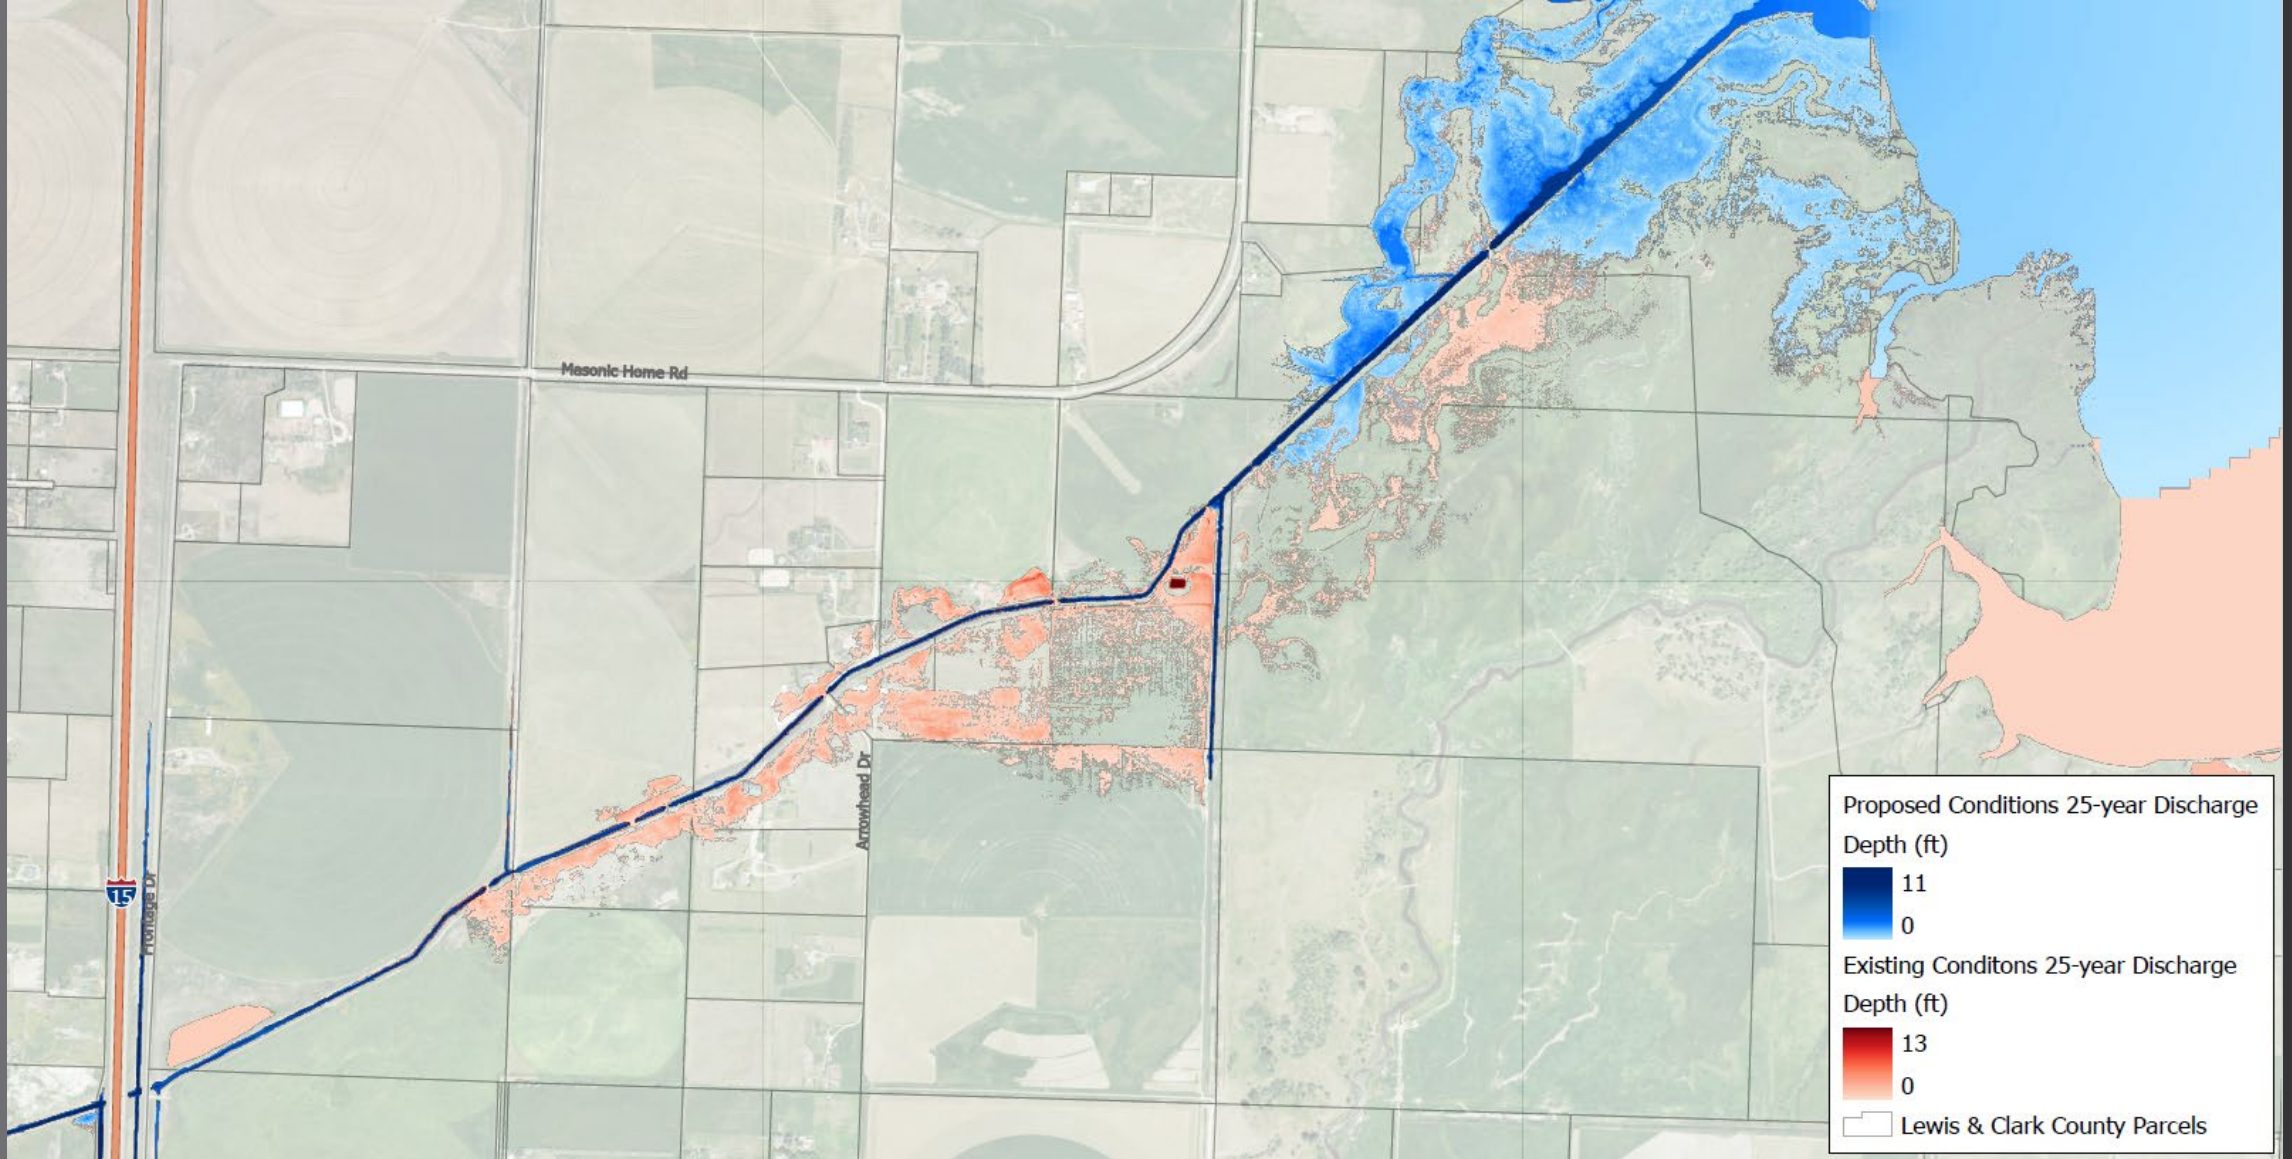 Masonic Home Rd
Arrowhead Dr
15
Frontage Dr
Proposed Conditions 25-year Discharge
Depth (ft)
11
0
Existing Conditons 25-year Discharge
Depth (ft)
13
0
Lewis & Clark County Parcels